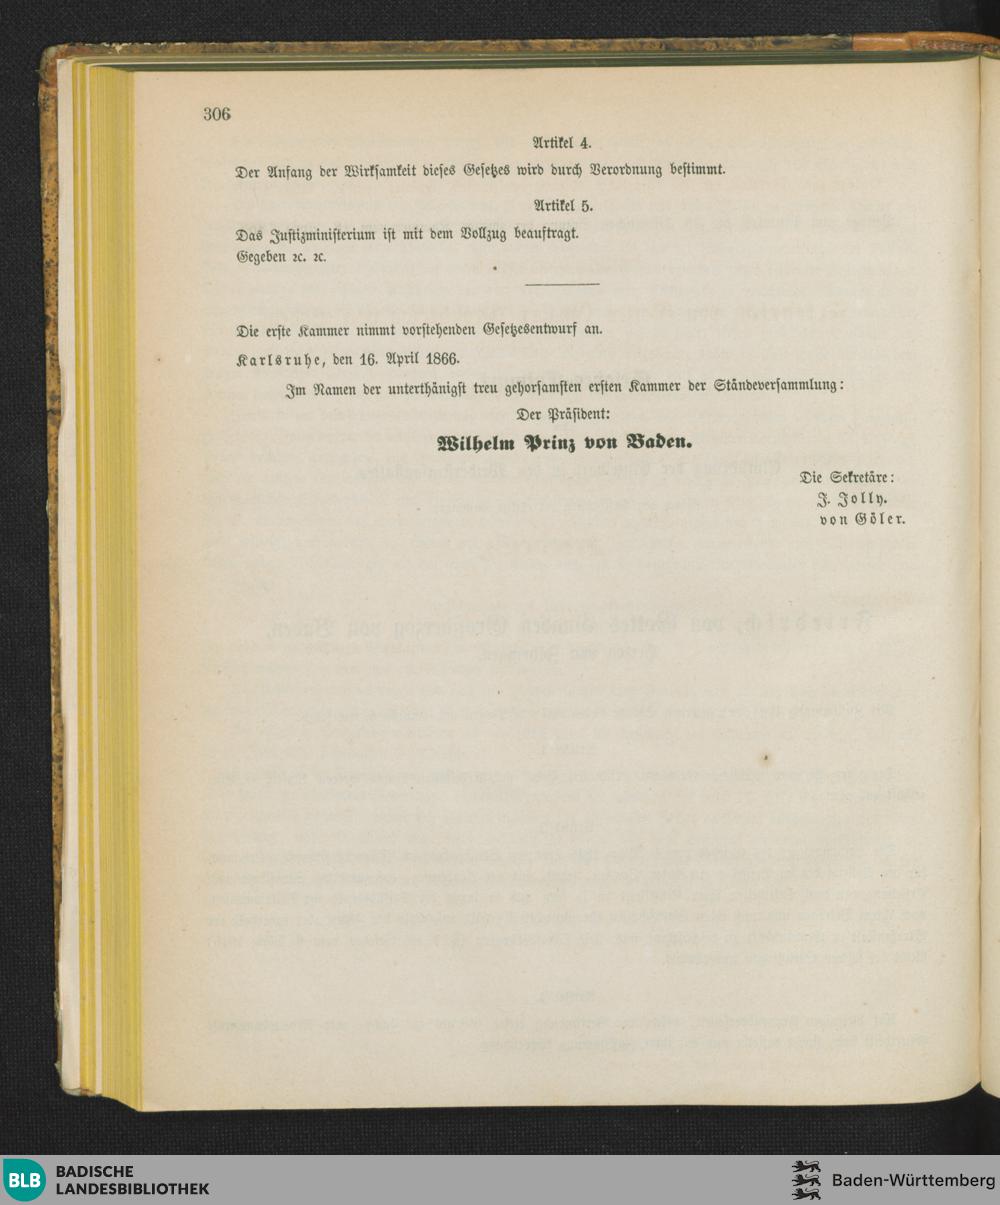 306
Artikel 4.
Der Anfang der Wirksamkeit dieses Gesetzes wird durch Verordnung bestimmt.
Artikel 5.
Das Justizministerium ist mit dem Vollzug beauftragt.
Gegeben ꝛc. ꝛc.
Die erste Kammer nimmt vorstehenden Gesetzesentwurf an.
Karlsruhe, den 16. April 1866.
Im Namen der unterthänigst treu gehorsamsten ersten Kammer der Ständeversammlung:
Der Präsident:
Wilhelm Prinz von Baden.
Die Sekretäre:
J. Jolly.
von Göler.
BLB BADISCHE
LANDESBIBLIOTHEK
Baden-Württemberg